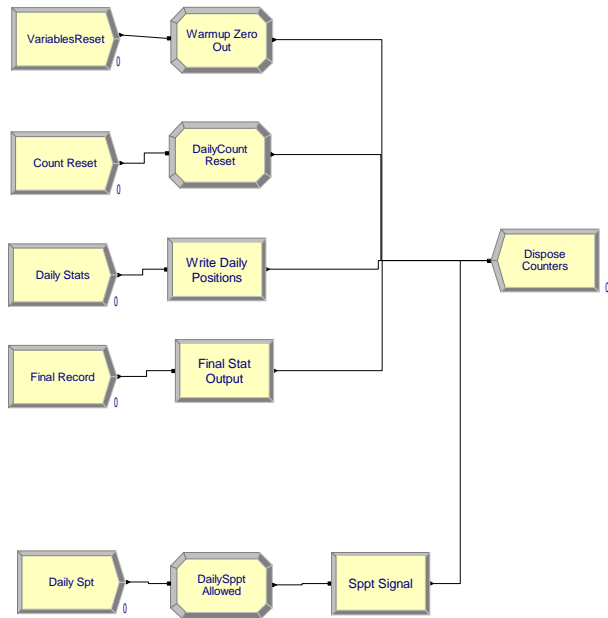 VariablesReset
0
Warmup Zero
Out
Count Reset
0
DailyCount
Reset
Daily Stats
0
Write Daily
Positions
Dispose
Counters
0
Final Record
0
Final Stat
Output
Daily Spt
0
DailySppt
Allowed
Sppt Signal